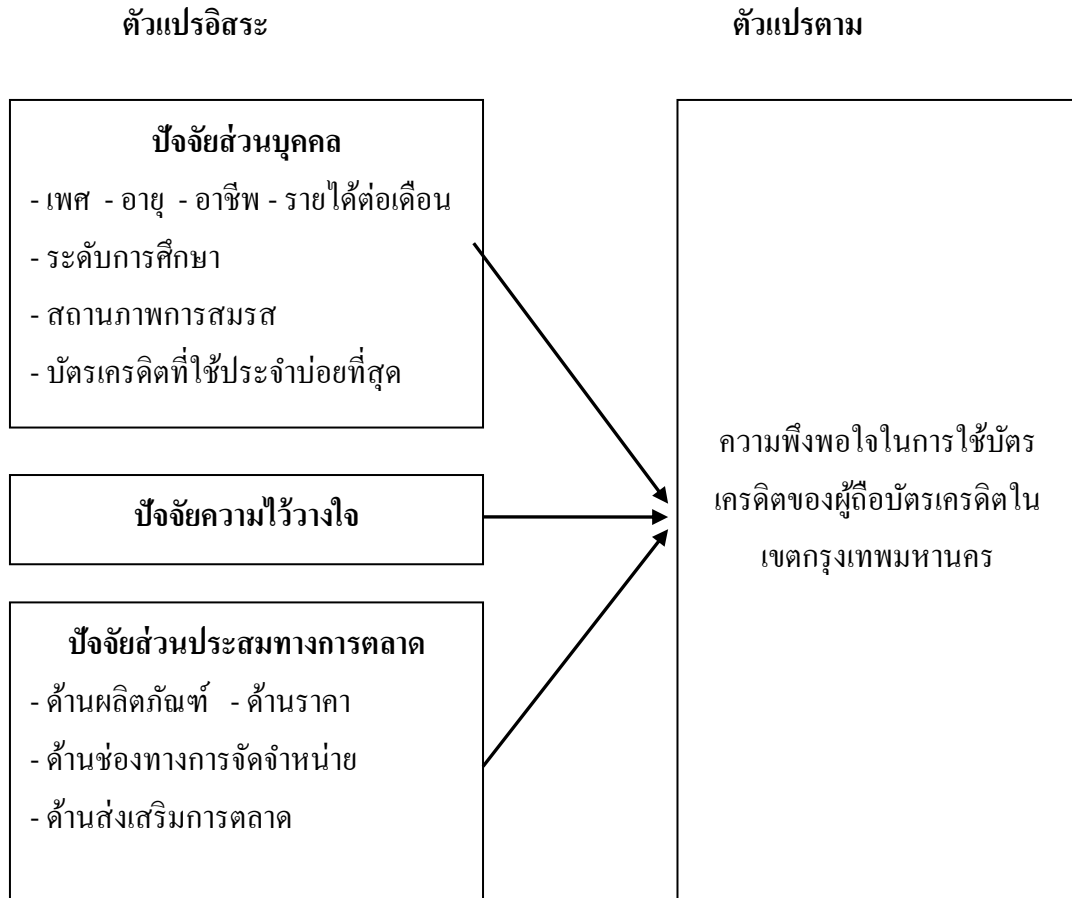 ตัวแปรอิสระ
ตัวแปรตาม
ปัจจัยส่วนบุคคล
- เพศ - อายุ - อาชีพ - รายได้ต่อเดือน
- ระดับการศึกษา
- สถานภาพการสมรส
- บัตรเครดิตที่ใช้ประจำบ่อยที่สุด
ปัจจัยความไว้วางใจ
ปัจจัยส่วนประสมทางการตลาด
- ด้านผลิตภัณฑ์ - ด้านราคา
- ด้านช่องทางการจัดจำหน่าย
- ด้านส่งเสริมการตลาด
ความพึงพอใจในการใช้บัตร
เครดิตของผู้ถือบัตรเครดิตใน
เขตกรุงเทพมหานคร